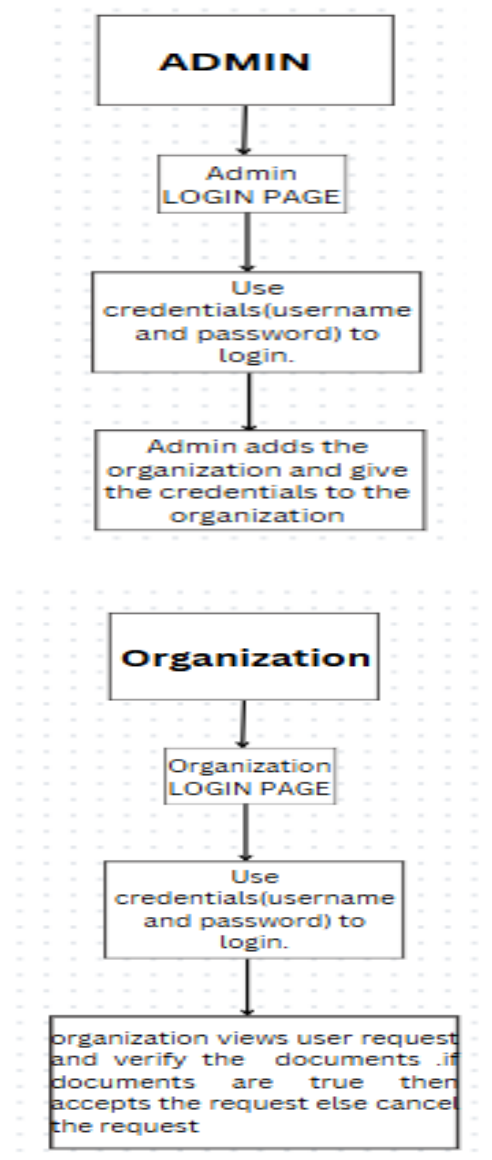 ADMIN
Admin
LOGIN PAGE
Use
credentials(username
and password) to
login.
Admin adds the
organization and give
the credentials to the
organization
Organization
Organization
LOGIN PAGE
Use
credentials(username
and password) to
login.
organization views user request
and verify the documents .if
documents are true then
accepts the request else cancel
the request